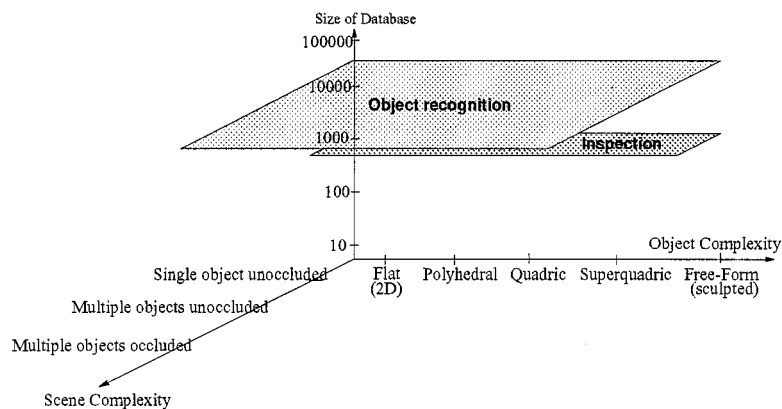 Size of Database
100000
10000
Object recognition
1000
Inspection
100
10
Object Complexity
Single object unoccluded
Flat
(2D)
Polyhedral
Quadric
Superquadric
Free-Form
(sculpted)
Multiple objects unoccluded
Multiple objects occluded
Scene Complexity